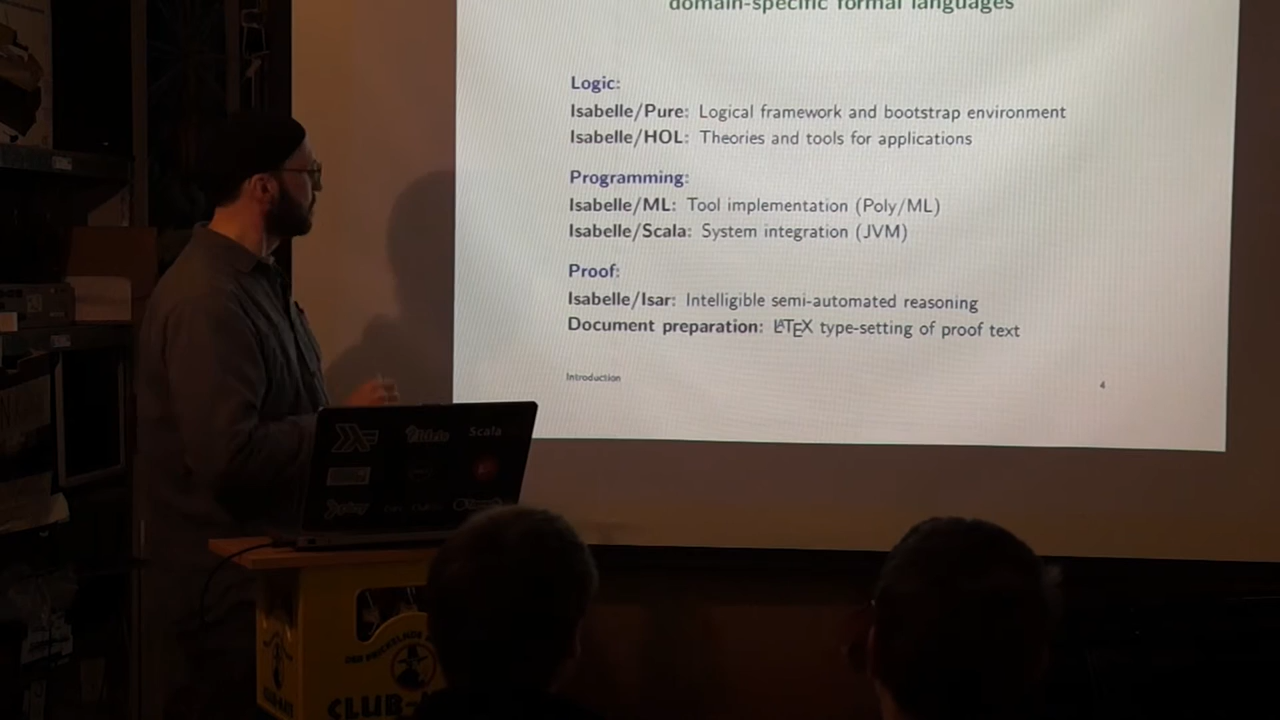 domain-specific formal languages
Logic:
Isabelle/Pure: Logical framework and bootstrap environment
Isabelle/HOL: Theories and tools for applications
Programming:
Isabelle/ML: Tool implementation (Poly/ML)
Isabelle/Scala: System integration (JVM)
Proof:
Isabelle/Isar: Intelligible semi-automated reasoning
Document preparation: LATEX type-setting of proof text
Introduction
4
Scala
CLUB-